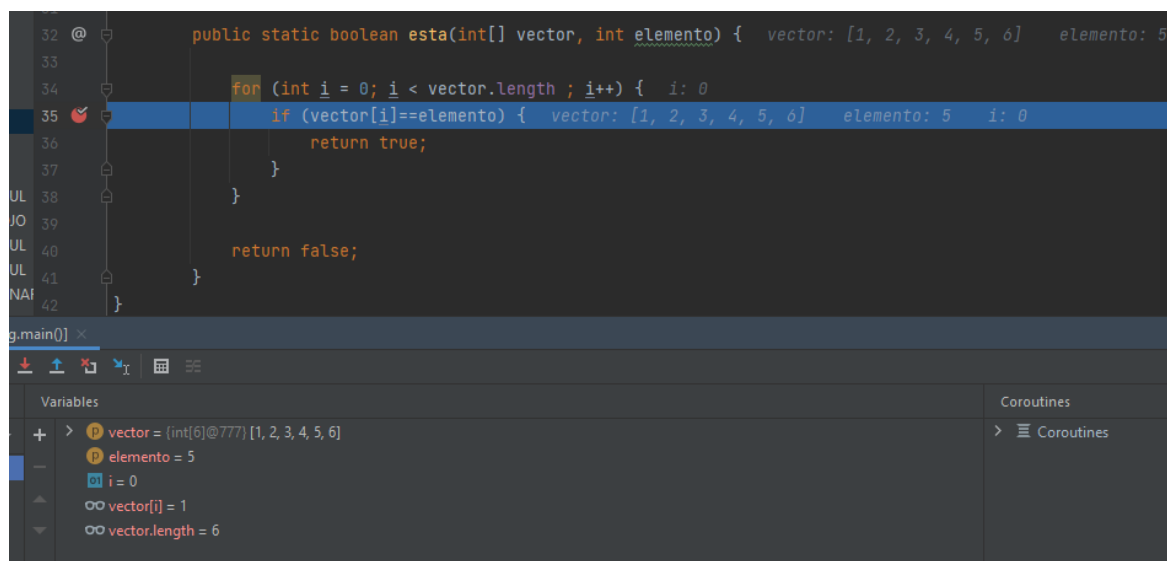 32 @ public static boolean esta(int[] vector, int elemento) { vector: [1, 2, 3, 4, 5, 6] elemento: 5
33
34 for (int i = 0; i < vector.length ; i++) { i: 0
35 if (vector[i]==elemento) { vector: [1, 2, 3, 4, 5, 6] elemento: 5 i: 0
36 return true;
37 }
UL 38 }
JO 39
UL 40 return false;
UL 41 }
NAF 42 }
g.main()] ×
Variables
Coroutines
vector = {int[6]@777} [1, 2, 3, 4, 5, 6]
Coroutines
elemento = 5
i = 0
vector[i] = 1
vector.length = 6